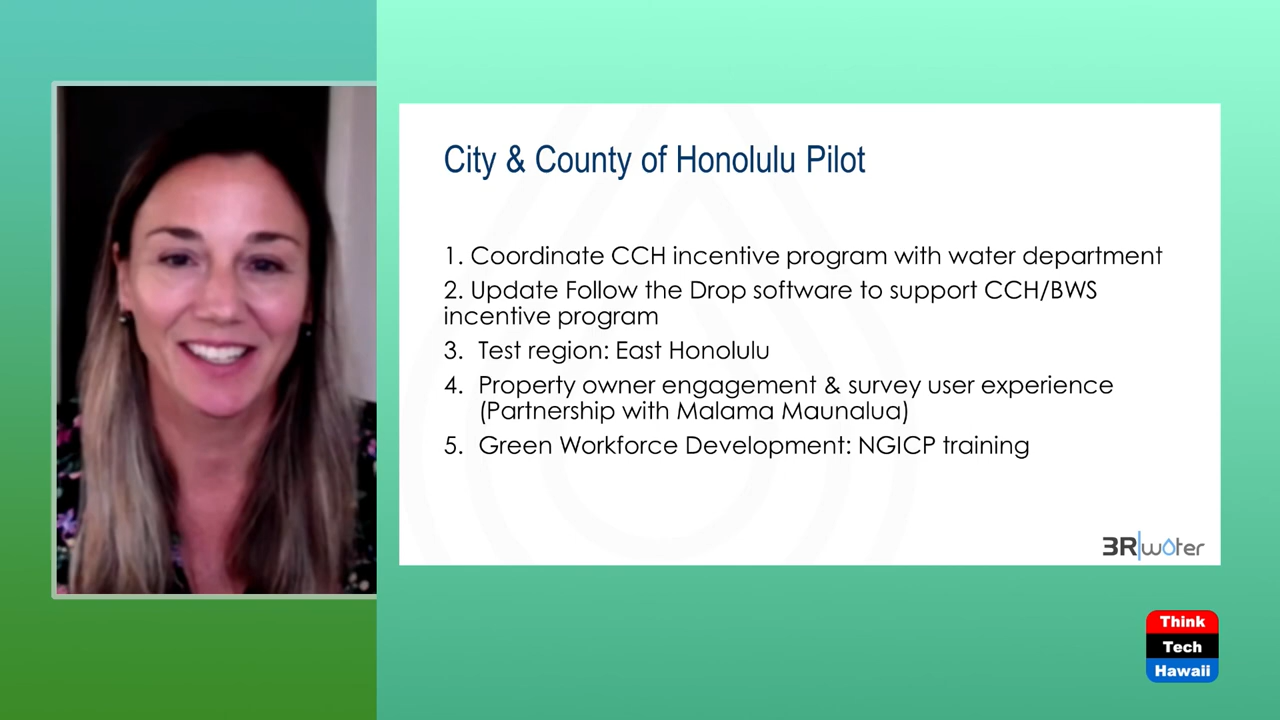 City & County of Honolulu Pilot
1. Coordinate CCH incentive program with water department
2. Update Follow the Drop software to support CCH/BWS
incentive program
3. Test region: East Honolulu
4. Property owner engagement & survey user experience
(Partnership with Malama Maunalua)
5. Green Workforce Development: NGICP training
3R water
Think
Tech
Hawaii